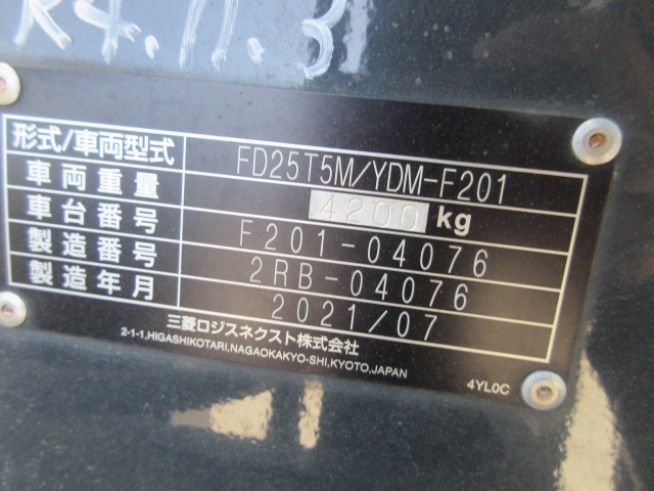 R4.11.3
形式/車両型式 FD25T5M/YDM-F201
車両重量 4200 kg
車台番号 F201-04076
製造番号 2RB-04076
製造年月 2021/07
三菱ロジスネクスト株式会社
2-1-1,HIGASHIKOTARI,NAGAOKAKYO-SHI,KYOTO,JAPAN
4YL0C